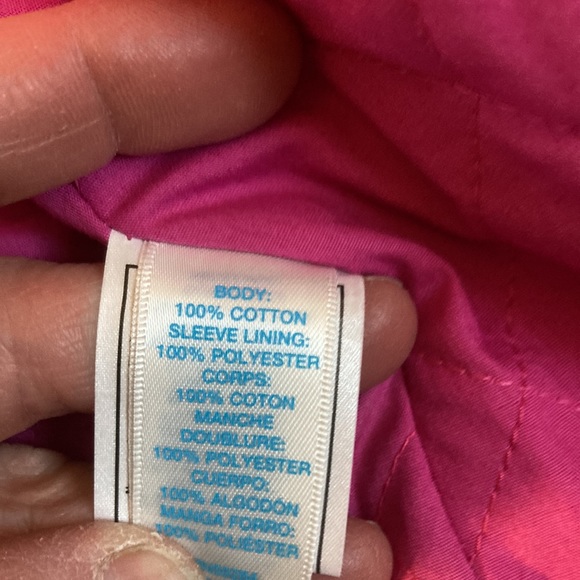 BODY:
100% COTTON
SLEEVE LINING:
100% POLYESTER
CORPS:
100% COTON
MANCHE
DOUBLURE:
100% POLYESTER
CUERPO:
100% ALGODON
MANGA FORRO:
100% POLIÉSTER